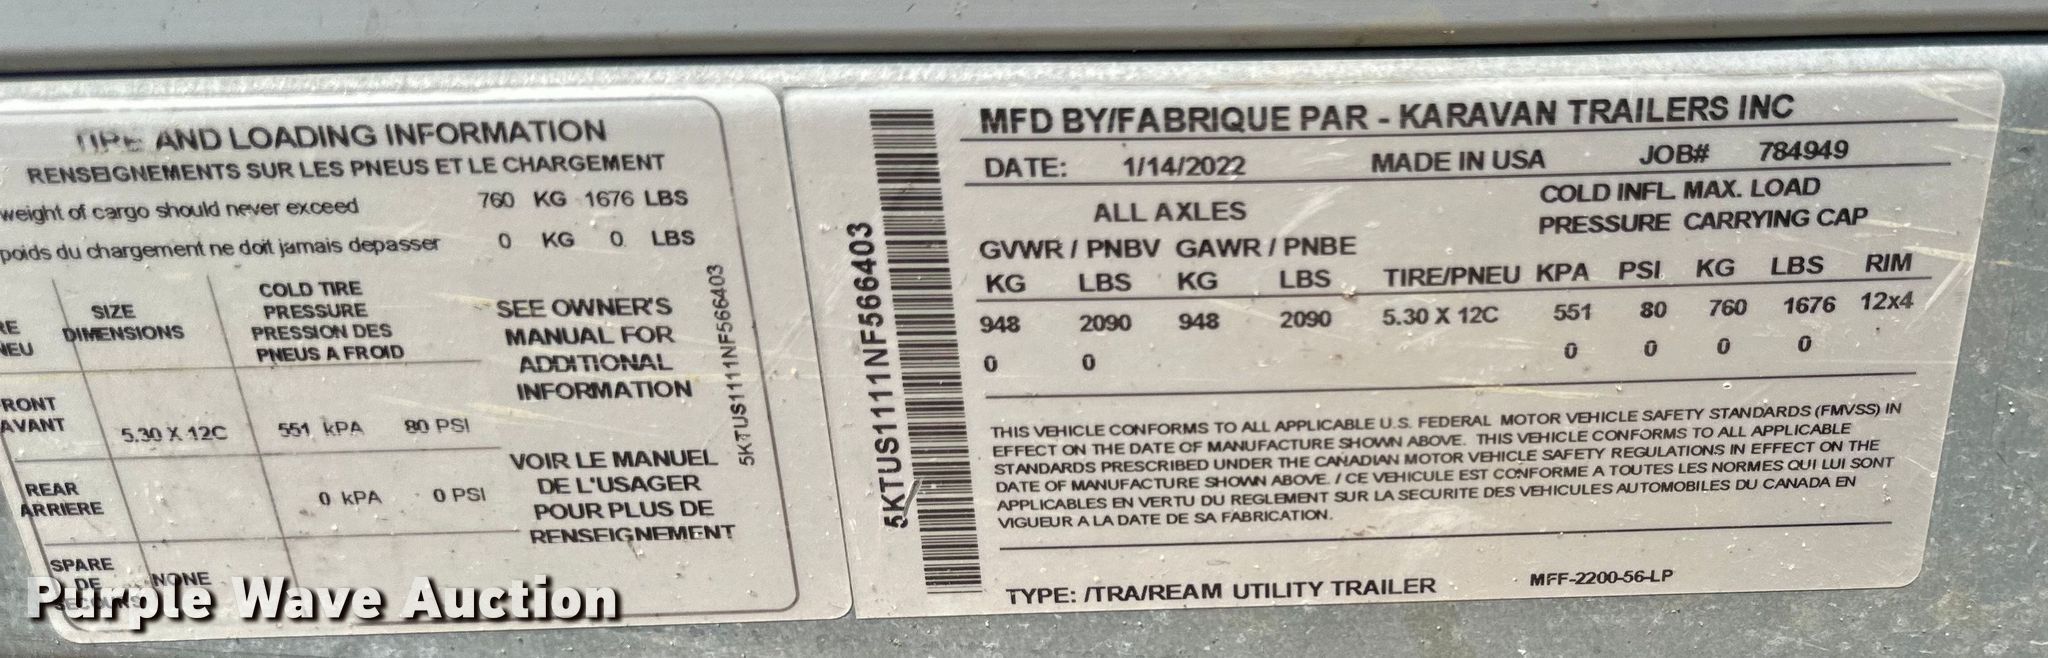 TIRE AND LOADING INFORMATION
RENSEIGNEMENTS SUR LES PNEUS ET LE CHARGEMENT
weight of cargo should never exceed 760 KG 1676 LBS
poids du chargement ne doit jamais depasser 0 KG 0 LBS
SIZE
DIMENSIONS
COLD TIRE
PRESSURE
PRESSION DES
PNEUS A FROID
SEE OWNER'S
MANUAL FOR
ADDITIONAL
INFORMATION
RONT
AVANT
5.30 X 12C 551 kPA 80 PSI
REAR
ARRIERE
0 kPA 0 PSI
VOIR LE MANUEL
DE L'USAGER
POUR PLUS DE
RENSEIGNEMENT
SPARE
DE
NONE
5KTUS1111NF566403
Purple Wave Auction
5KTUS1111NF566403
MFD BY/FABRIQUE PAR - KARAVAN TRAILERS INC
DATE: 1/14/2022 MADE IN USA JOB# 784949
ALL AXLES
COLD INFL. MAX. LOAD
PRESSURE CARRYING CAP
GVWR / PNBV GAWR / PNBE
KG LBS KG LBS TIRE/PNEU KPA PSI KG LBS RIM
948 2090 948 2090 5.30 X 12C 551 80 760 1676 12x4
0 0 0 0 0 0
THIS VEHICLE CONFORMS TO ALL APPLICABLE U.S. FEDERAL MOTOR VEHICLE SAFETY STANDARDS (FMVSS) IN
EFFECT ON THE DATE OF MANUFACTURE SHOWN ABOVE. THIS VEHICLE CONFORMS TO ALL APPLICABLE
STANDARDS PRESCRIBED UNDER THE CANADIAN MOTOR VEHICLE SAFETY REGULATIONS IN EFFECT ON THE
DATE OF MANUFACTURE SHOWN ABOVE. / CE VEHICULE EST CONFORME A TOUTES LES NORMES QUI LUI SONT
APPLICABLES EN VERTU DU REGLEMENT SUR LA SECURITE DES VEHICULES AUTOMOBILES DU CANADA EN
VIGUEUR A LA DATE DE SA FABRICATION.
TYPE: /TRA/REAM UTILITY TRAILER MFF-2200-56-LP